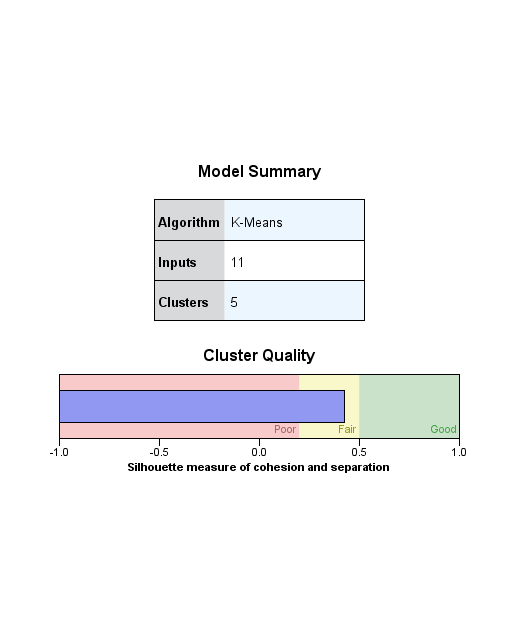 Model Summary
Algorithm K-Means
Inputs 11
Clusters 5
Cluster Quality
Poor Fair Good
-1.0 -0.5 0.0 0.5 1.0
Silhouette measure of cohesion and separation